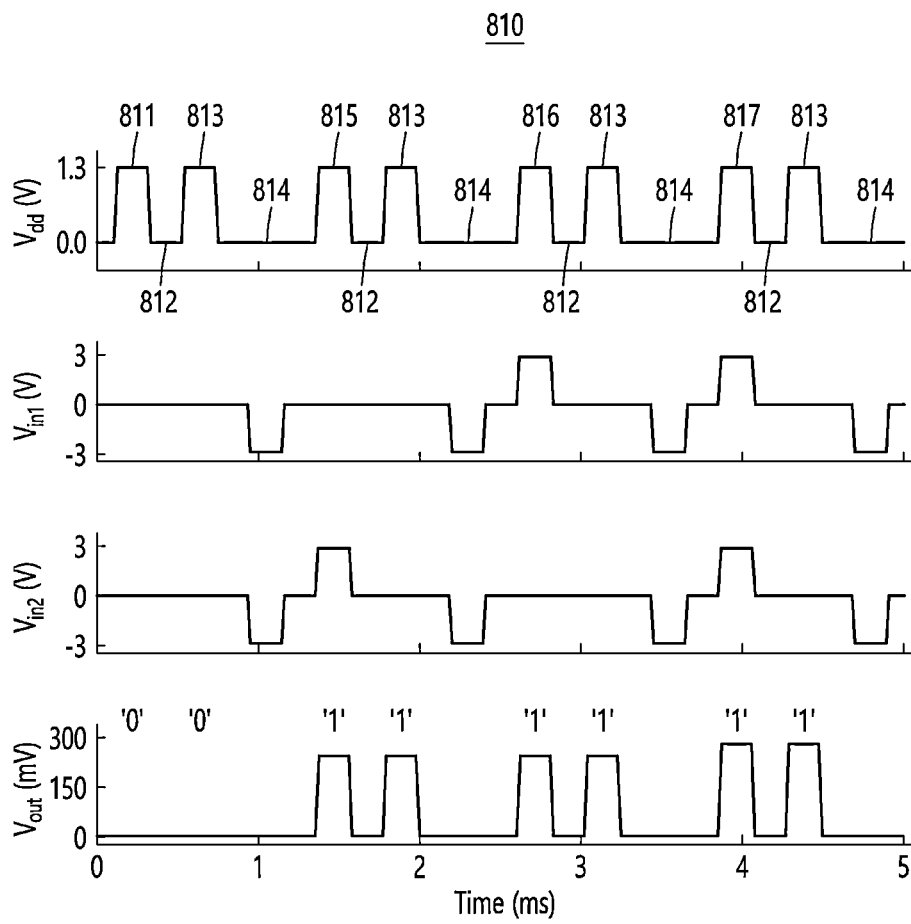 810
811 813 815 813 816 813 817 813
1.3
0.0
V_dd (V)
814 814 814 814
812 812 812 812
3
0
-3
V_in1 (V)
3
0
-3
V_in2 (V)
'0' '0' '1' '1' '1' '1' '1' '1'
300
150
0
V_out (mV)
0 1 2 3 4 5
Time (ms)